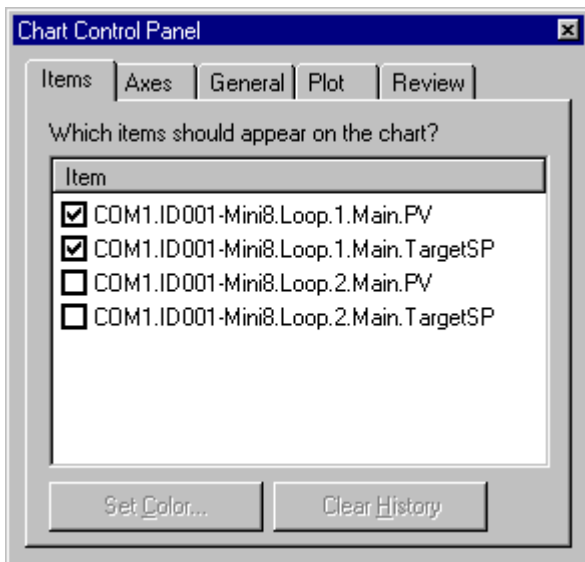 Chart Control Panel
Items Axes General Plot Review
Which items should appear on the chart?
Item
COM1.ID001-Mini8.Loop.1.Main.PV
COM1.ID001-Mini8.Loop.1.Main.TargetSP
COM1.ID001-Mini8.Loop.2.Main.PV
COM1.ID001-Mini8.Loop.2.Main.TargetSP
Set Color... Clear History